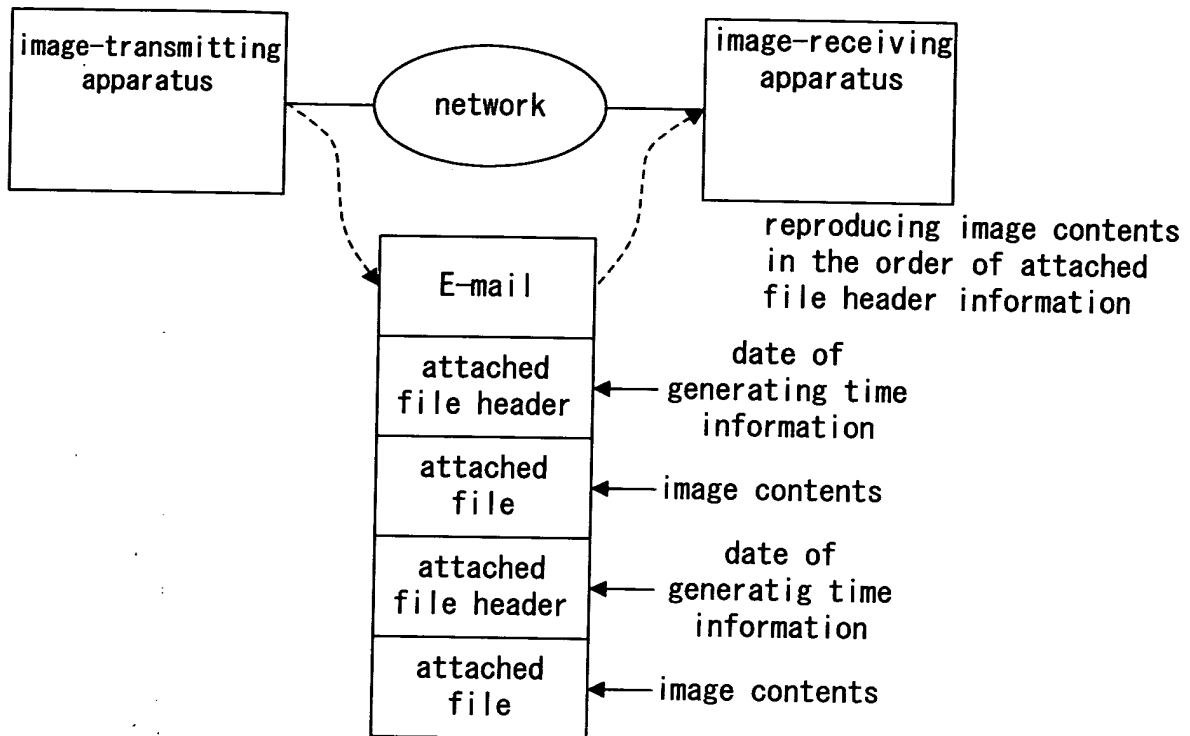 image-transmitting
apparatus
network
image-receiving
apparatus
reproducing image contents
in the order of attached
file header information
E-mail
attached
file header
date of
generating time
information
attached
file
image contents
attached
file header
date of
generatig time
information
attached
file
image contents